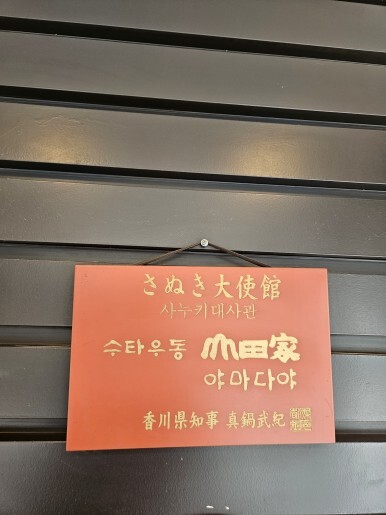 さぬき大使館
사누키대사관
수타우동 山田家
야마다야
香川県知事 真鍋武紀